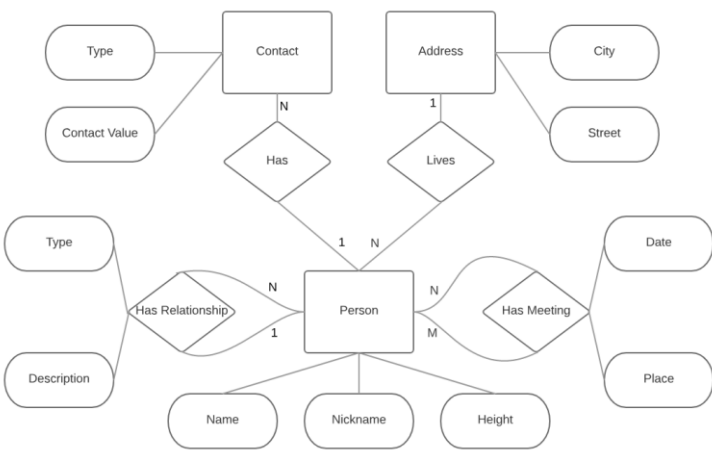 Type
Contact
Address
City
N
1
Contact Value
Has
Lives
Street
1
N
Type
Date
N
N
Has Relationship
Person
Has Meeting
1
M
Description
Place
Name
Nickname
Height